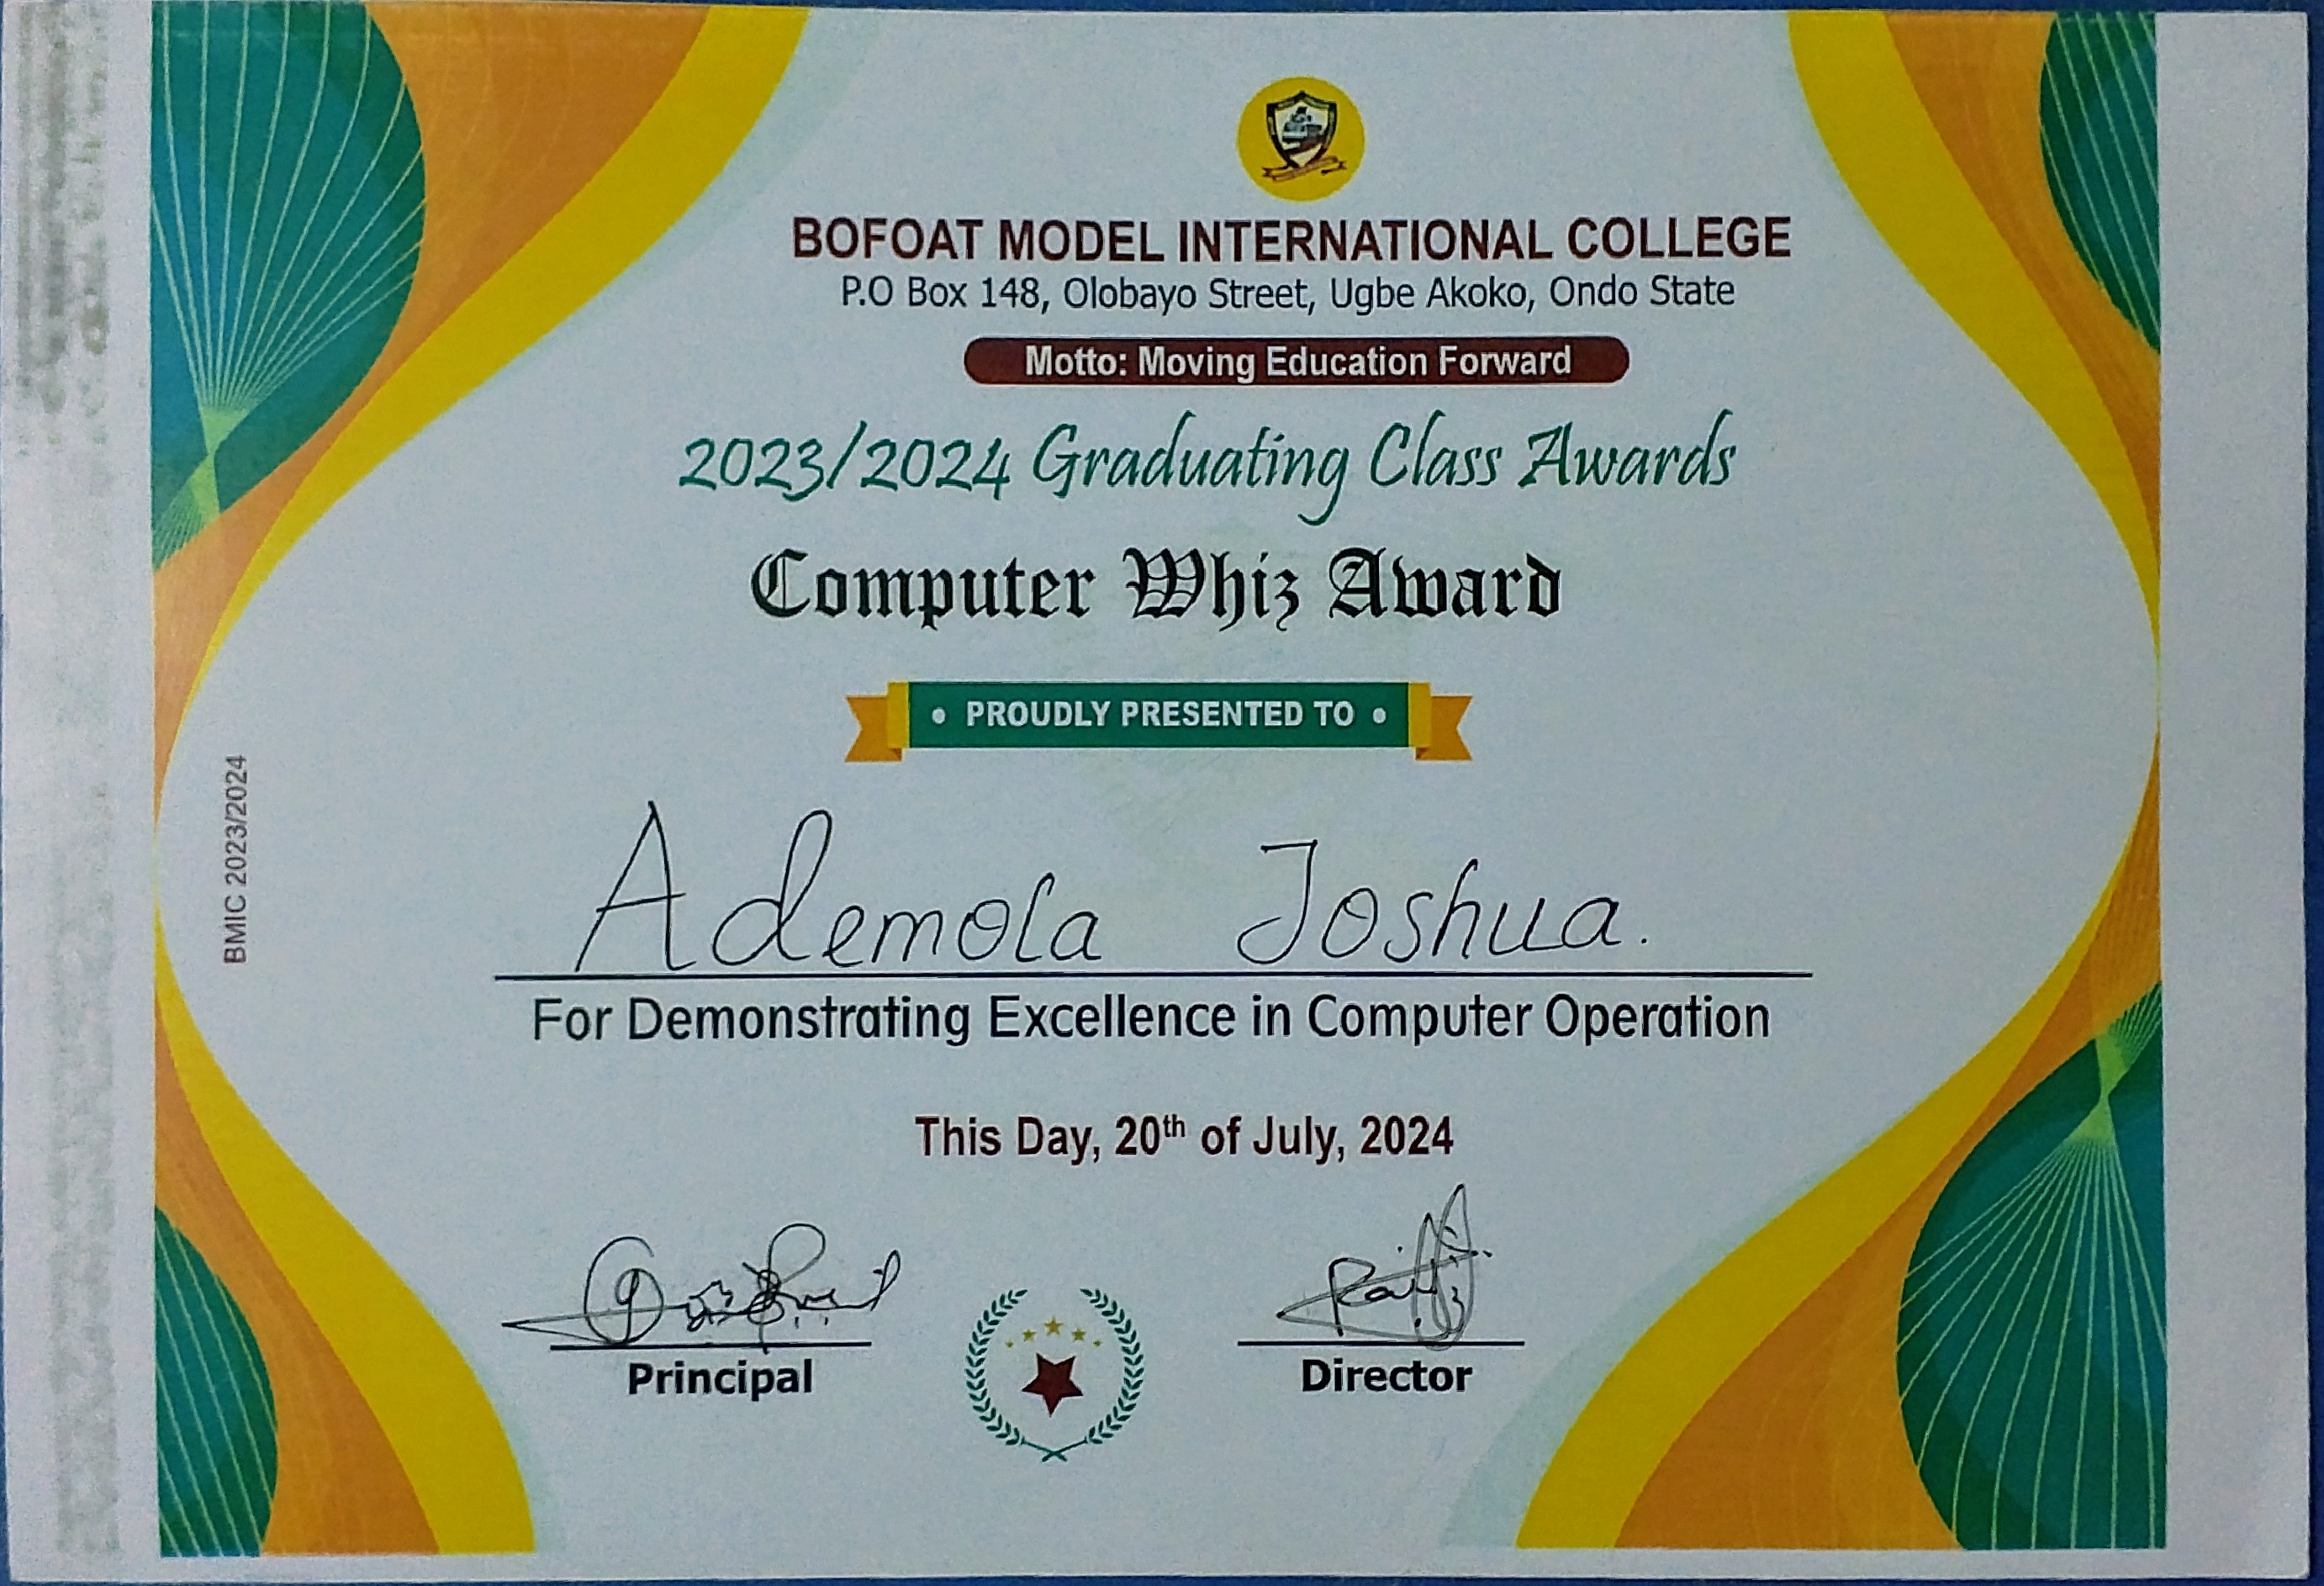 BOFOAT MODEL INTERNATIONAL COLLEGE
P.O Box 148, Olobayo Street, Ugbe Akoko, Ondo State
Motto: Moving Education Forward
2023/2024 Graduating Class Awards
Computer Whiz Award
• PROUDLY PRESENTED TO •
Ademola Joshua.
For Demonstrating Excellence in Computer Operation
This Day, 20th of July, 2024
Principal
Director
BMIC 2023/2024